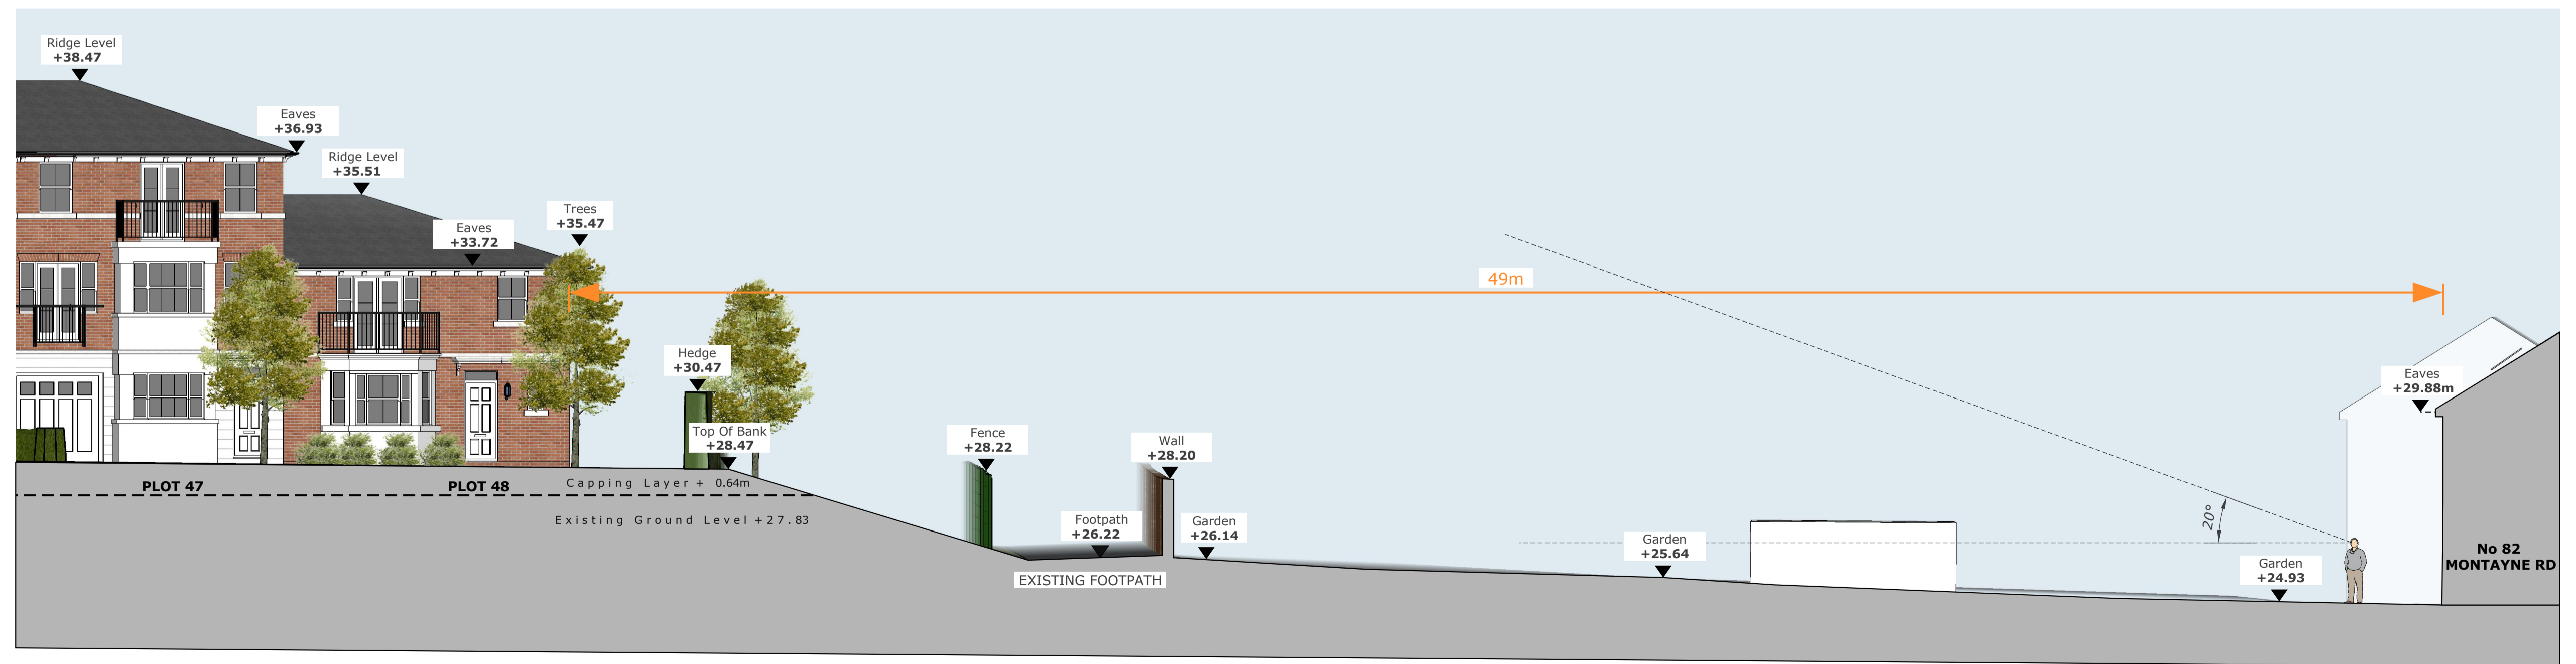 Ridge Level
+38.47
Eaves
+36.93
Ridge Level
+35.51
Eaves
+33.72
Trees
+35.47
49m
Hedge
+30.47
Top Of Bank
+28.47
Fence
+28.22
Wall
+28.20
Eaves
+29.88m
PLOT 47
PLOT 48
Capping Layer + 0.64m
Existing Ground Level +27.83
Footpath
+26.22
Garden
+26.14
EXISTING FOOTPATH
Garden
+25.64
20°
Garden
+24.93
No 82
MONTAYNE RD